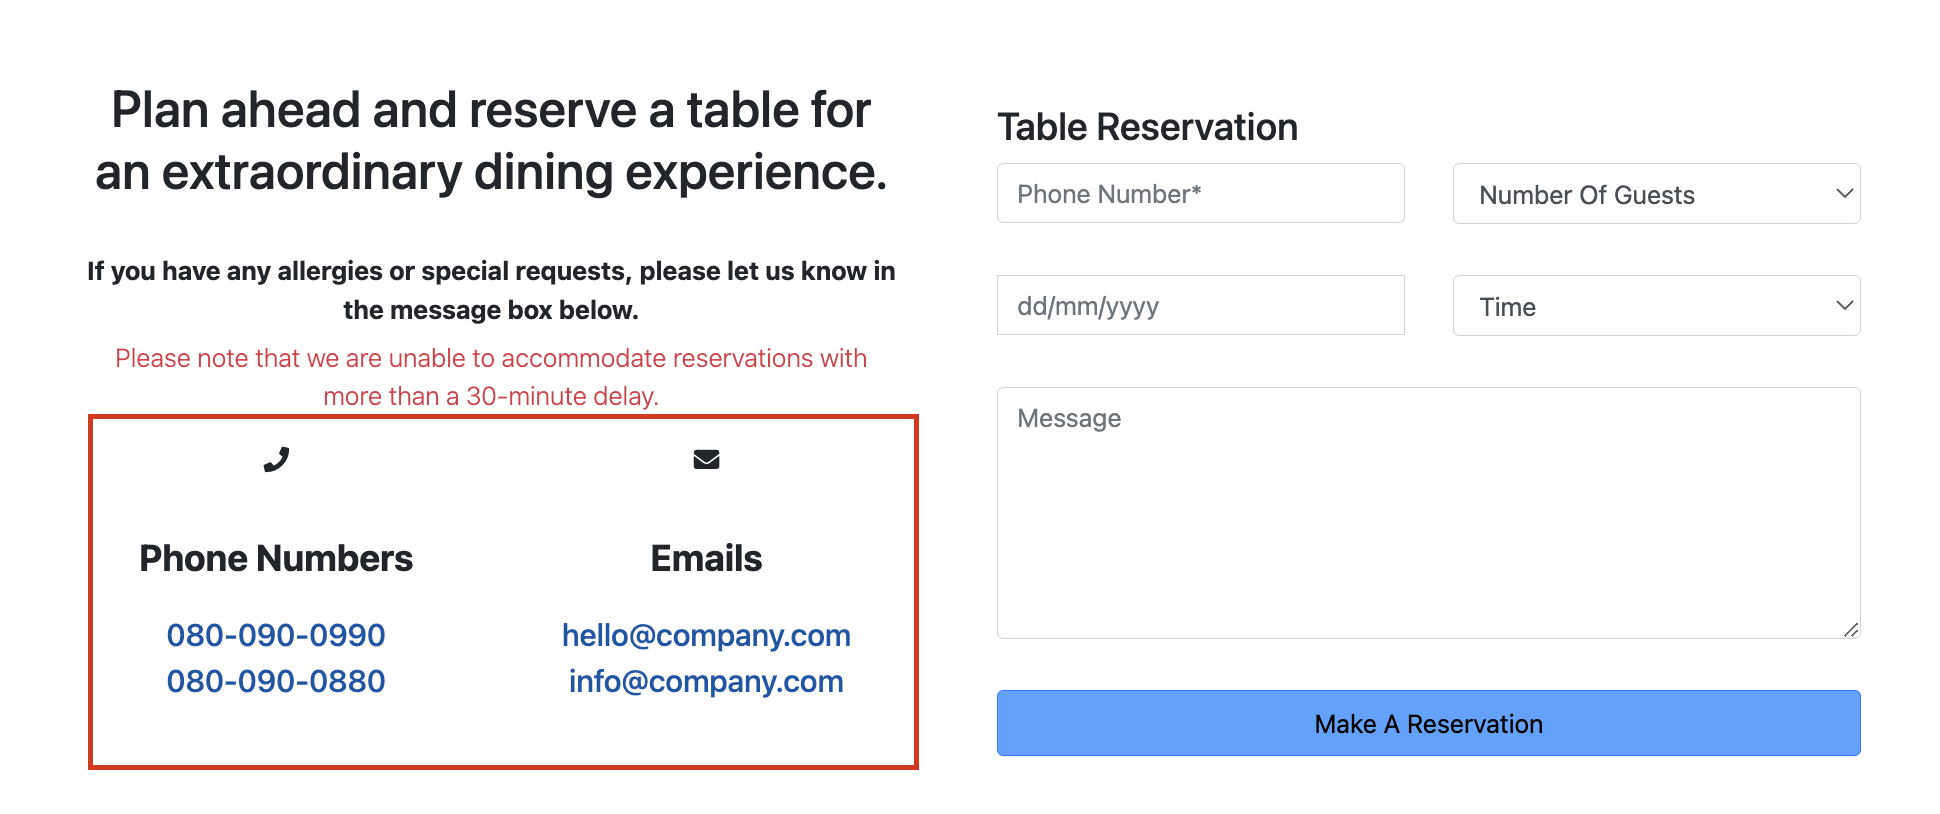 Plan ahead and reserve a table for
an extraordinary dining experience.
If you have any allergies or special requests, please let us know in
the message box below.
Please note that we are unable to accommodate reservations with
more than a 30-minute delay.
Phone Numbers
080-090-0990
080-090-0880
Emails
hello@company.com
info@company.com
Table Reservation
Phone Number*
Number Of Guests
dd/mm/yyyy
Time
Message
Make A Reservation